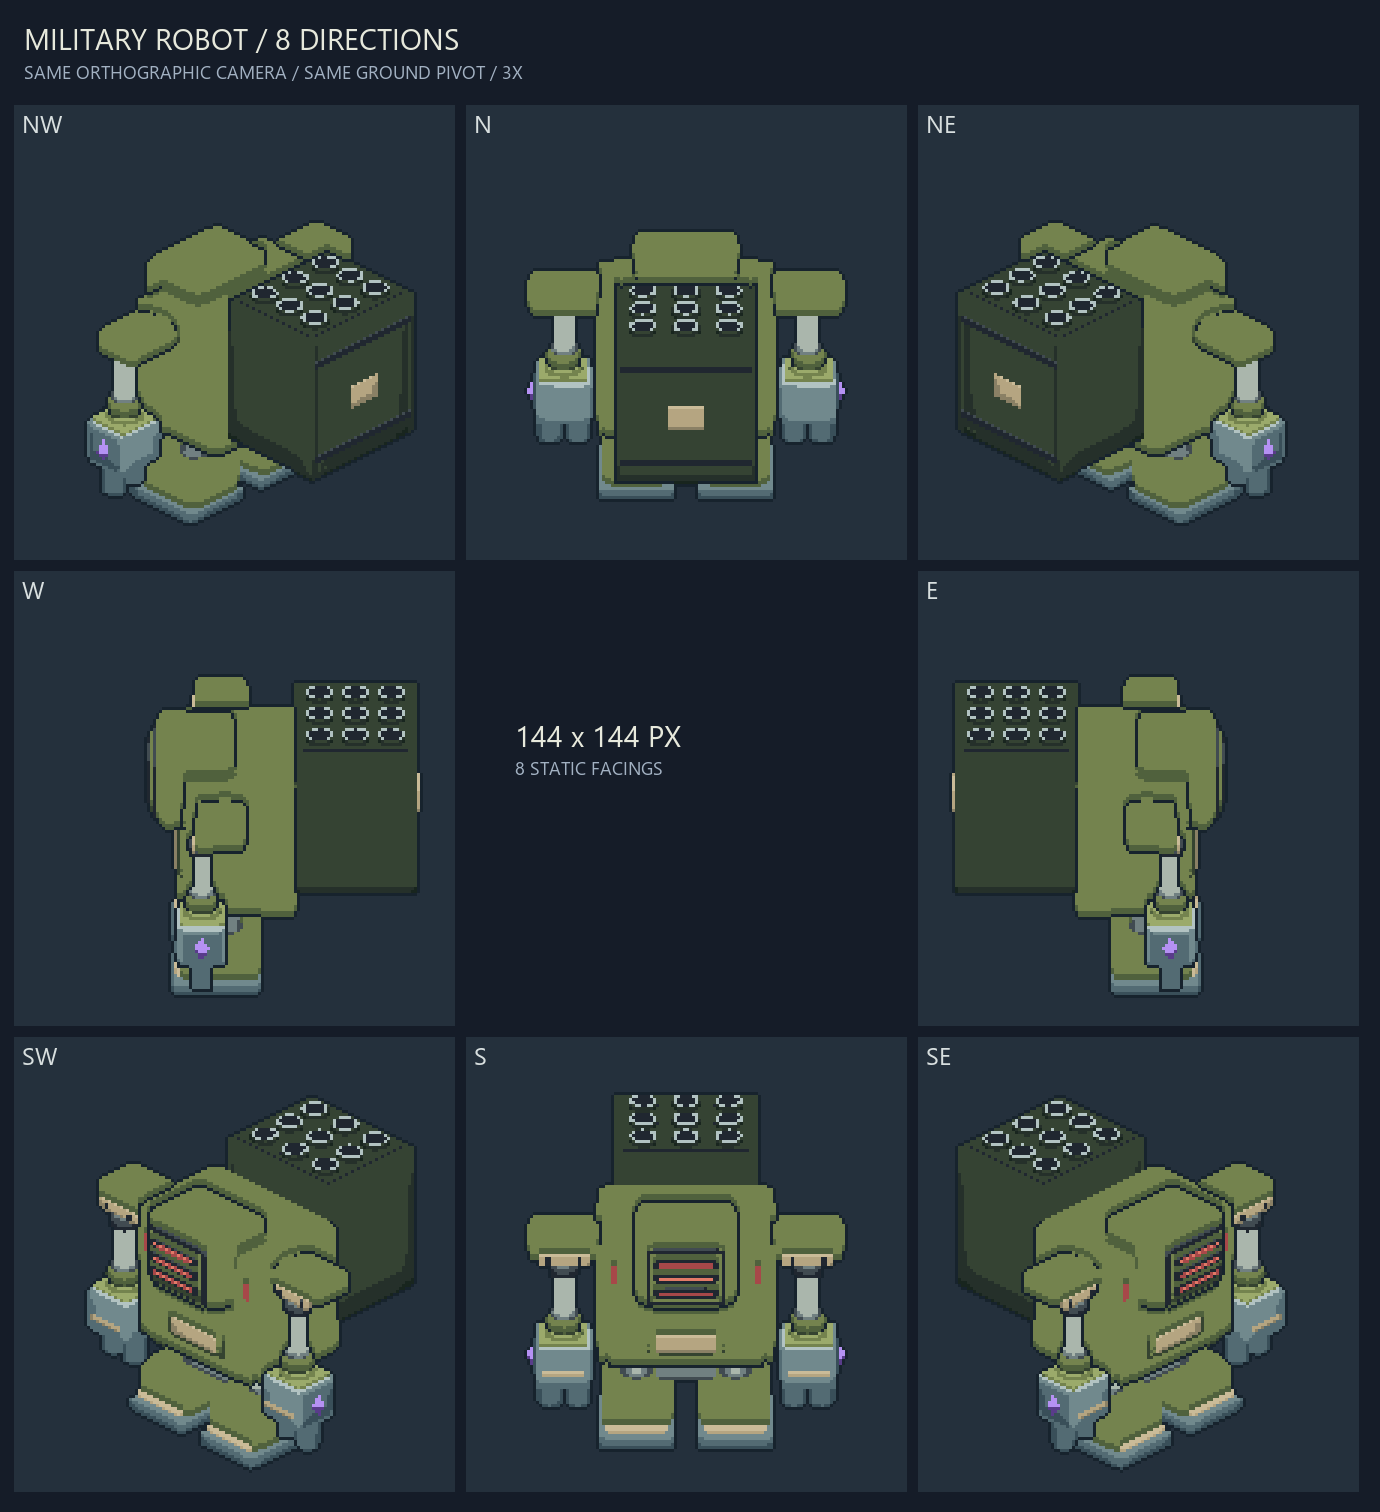 MILITARY ROBOT / 8 DIRECTIONS
SAME ORTHOGRAPHIC CAMERA / SAME GROUND PIVOT / 3X
NW
N
NE
W
144 x 144 PX
8 STATIC FACINGS
E
SW
S
SE